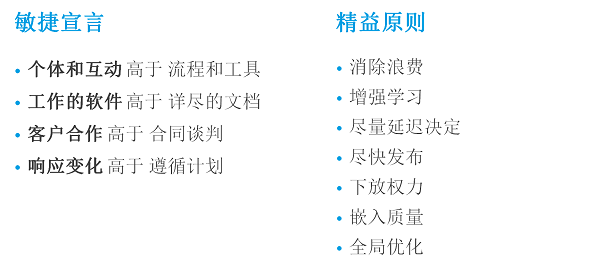 敏捷宣言
• 个体和互动 高于 流程和工具
• 工作的软件 高于 详尽的文档
• 客户合作 高于 合同谈判
• 响应变化 高于 遵循计划
精益原则
• 消除浪费
• 增强学习
• 尽量延迟决定
• 尽快发布
• 下放权力
• 嵌入质量
• 全局优化